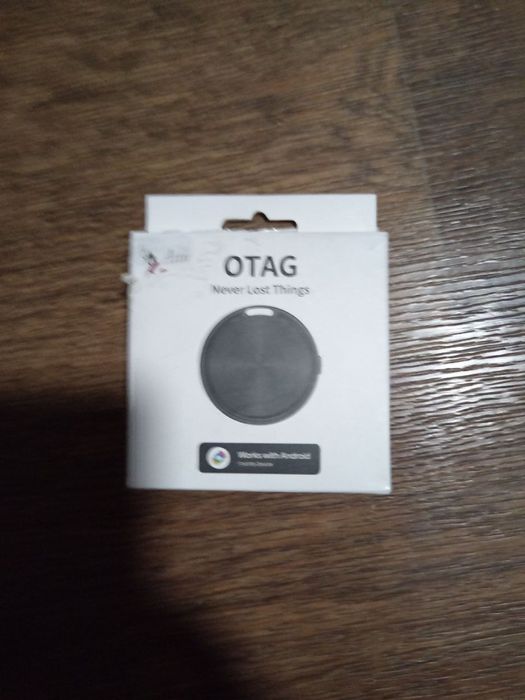 OTAG
Never Lost Things
Works with Android